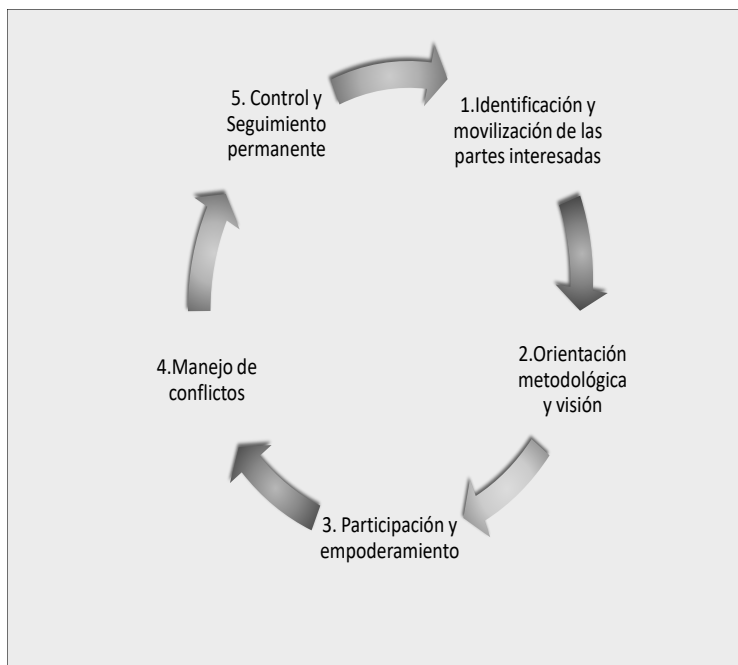 1.Identificación y
movilización de las
partes interesadas
2.Orientación
metodológica
y visión
3. Participación y
empoderamiento
4.Manejo de
conflictos
5. Control y
Seguimiento
permanente